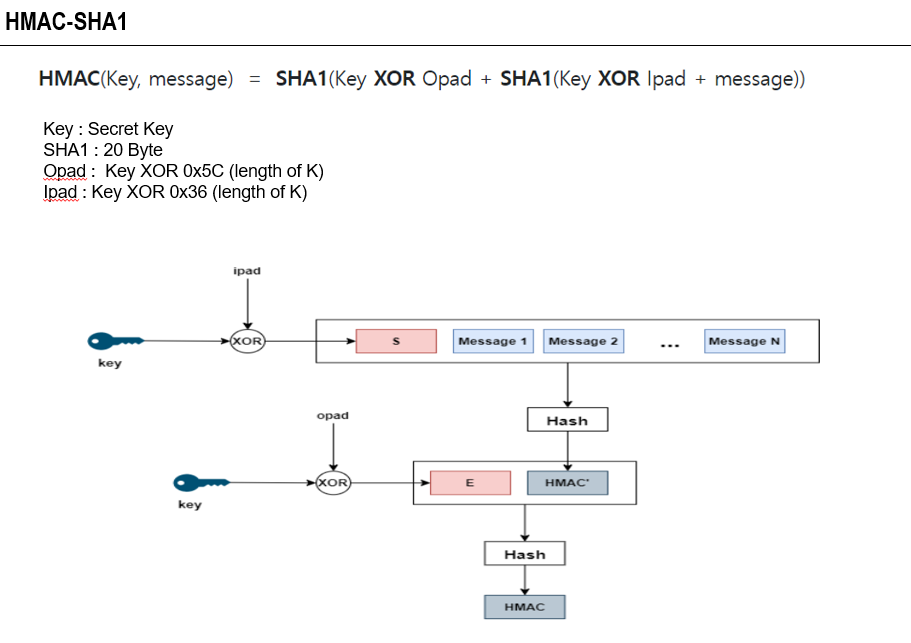 HMAC-SHA1
HMAC(Key, message) = SHA1(Key XOR Opad + SHA1(Key XOR Ipad + message))
Key : Secret Key
SHA1 : 20 Byte
Opad : Key XOR 0x5C (length of K)
Ipad : Key XOR 0x36 (length of K)
ipad
XOR
key
S
Message 1
Message 2
...
Message N
Hash
opad
XOR
key
E
HMAC'
Hash
HMAC